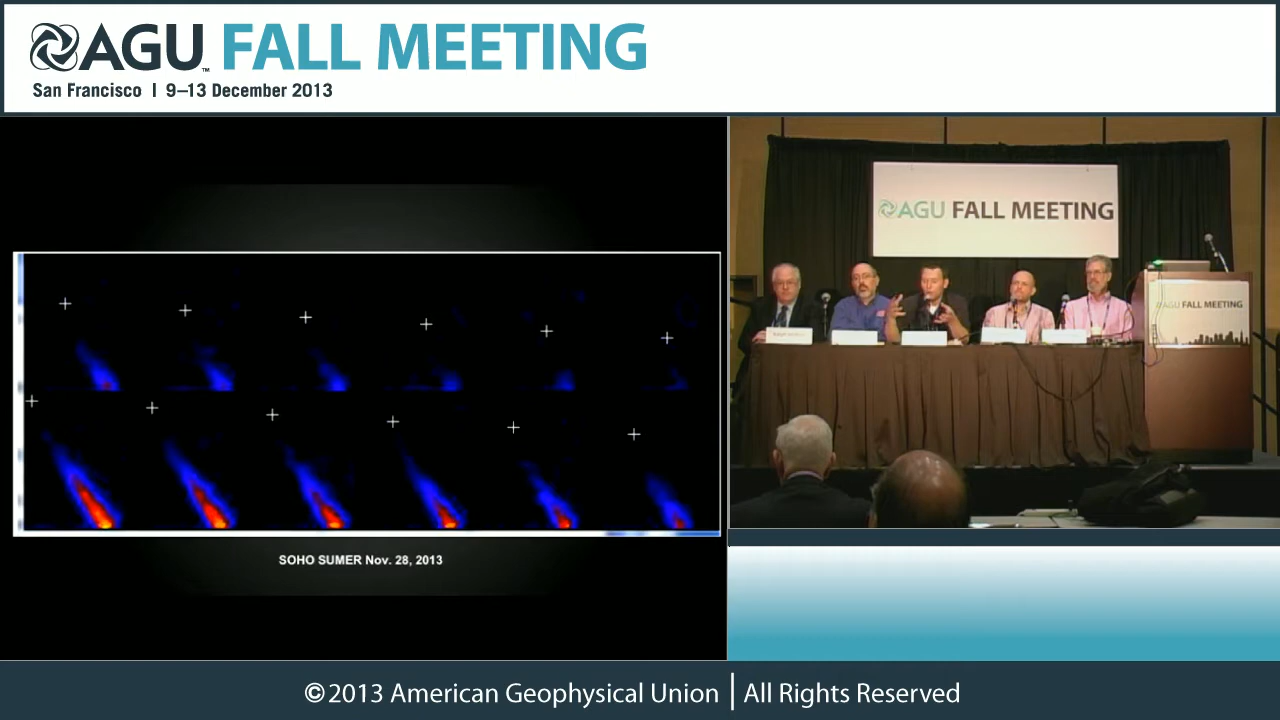 AGU™ FALL MEETING
San Francisco | 9–13 December 2013
AGU FALL MEETING
AGU FALL MEETING
SOHO SUMER Nov. 28, 2013
©2013 American Geophysical Union | All Rights Reserved